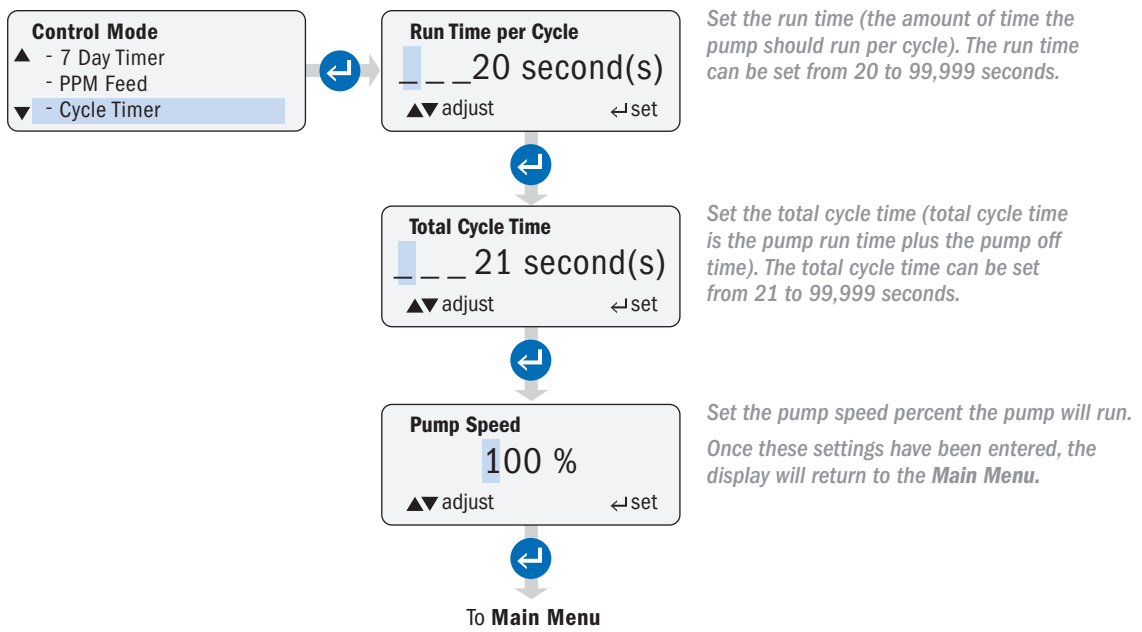 Control Mode
▲ - 7 Day Timer
- PPM Feed
▼ - Cycle Timer
Run Time per Cycle
_ _ _20 second(s)
▲▼ adjust ↵ set
Set the run time (the amount of time the
pump should run per cycle). The run time
can be set from 20 to 99,999 seconds.
Total Cycle Time
_ _ _ 21 second(s)
▲▼ adjust ↵ set
Set the total cycle time (total cycle time
is the pump run time plus the pump off
time). The total cycle time can be set
from 21 to 99,999 seconds.
Pump Speed
100 %
▲▼ adjust ↵ set
Set the pump speed percent the pump will run.
Once these settings have been entered, the
display will return to the Main Menu.
To Main Menu